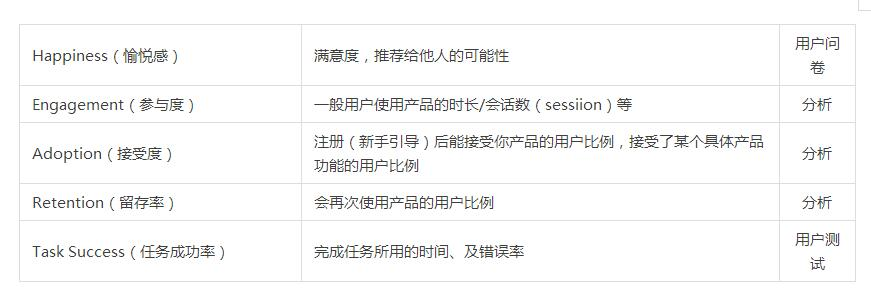 Happiness（愉悦感）
满意度，推荐给他人的可能性
用户问
卷
Engagement（参与度）
一般用户使用产品的时长/会话数（sessiion）等
分析
Adoption（接受度）
注册（新手引导）后能接受你产品的用户比例，接受了某个具体产品
功能的用户比例
分析
Retention（留存率）
会再次使用产品的用户比例
分析
Task Success（任务成功率）
完成任务所用的时间、及错误率
用户测
试